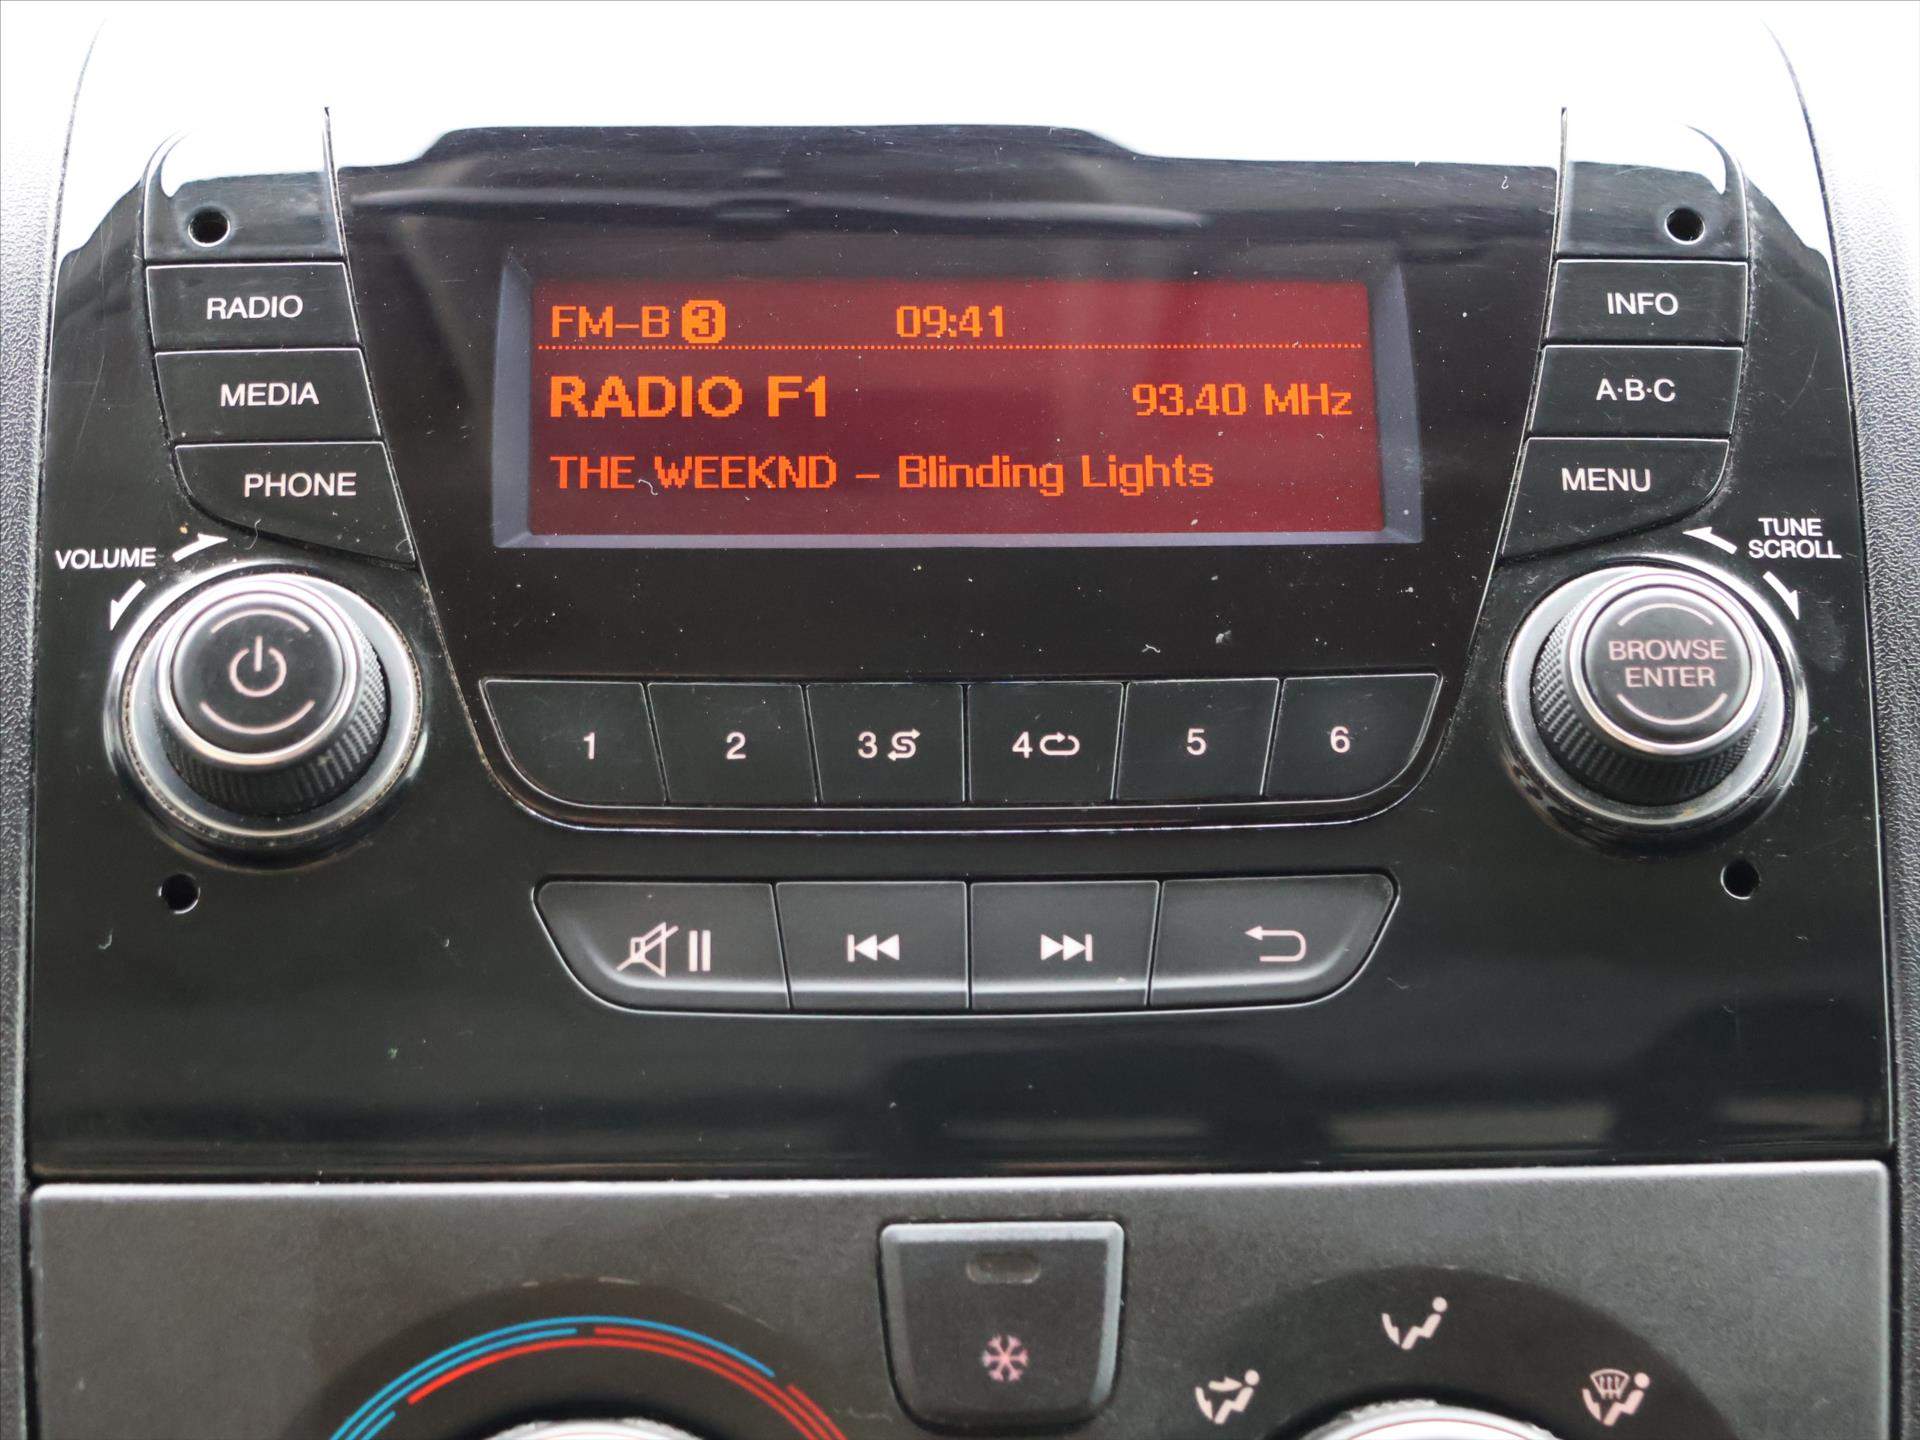 FM-B 3 09:41
RADIO F1 93.40 MHz
THE WEEKND - Blinding Lights
RADIO
MEDIA
PHONE
VOLUME
INFO
A·B·C
MENU
TUNE
SCROLL
BROWSE
ENTER
1 2 3 4 5 6